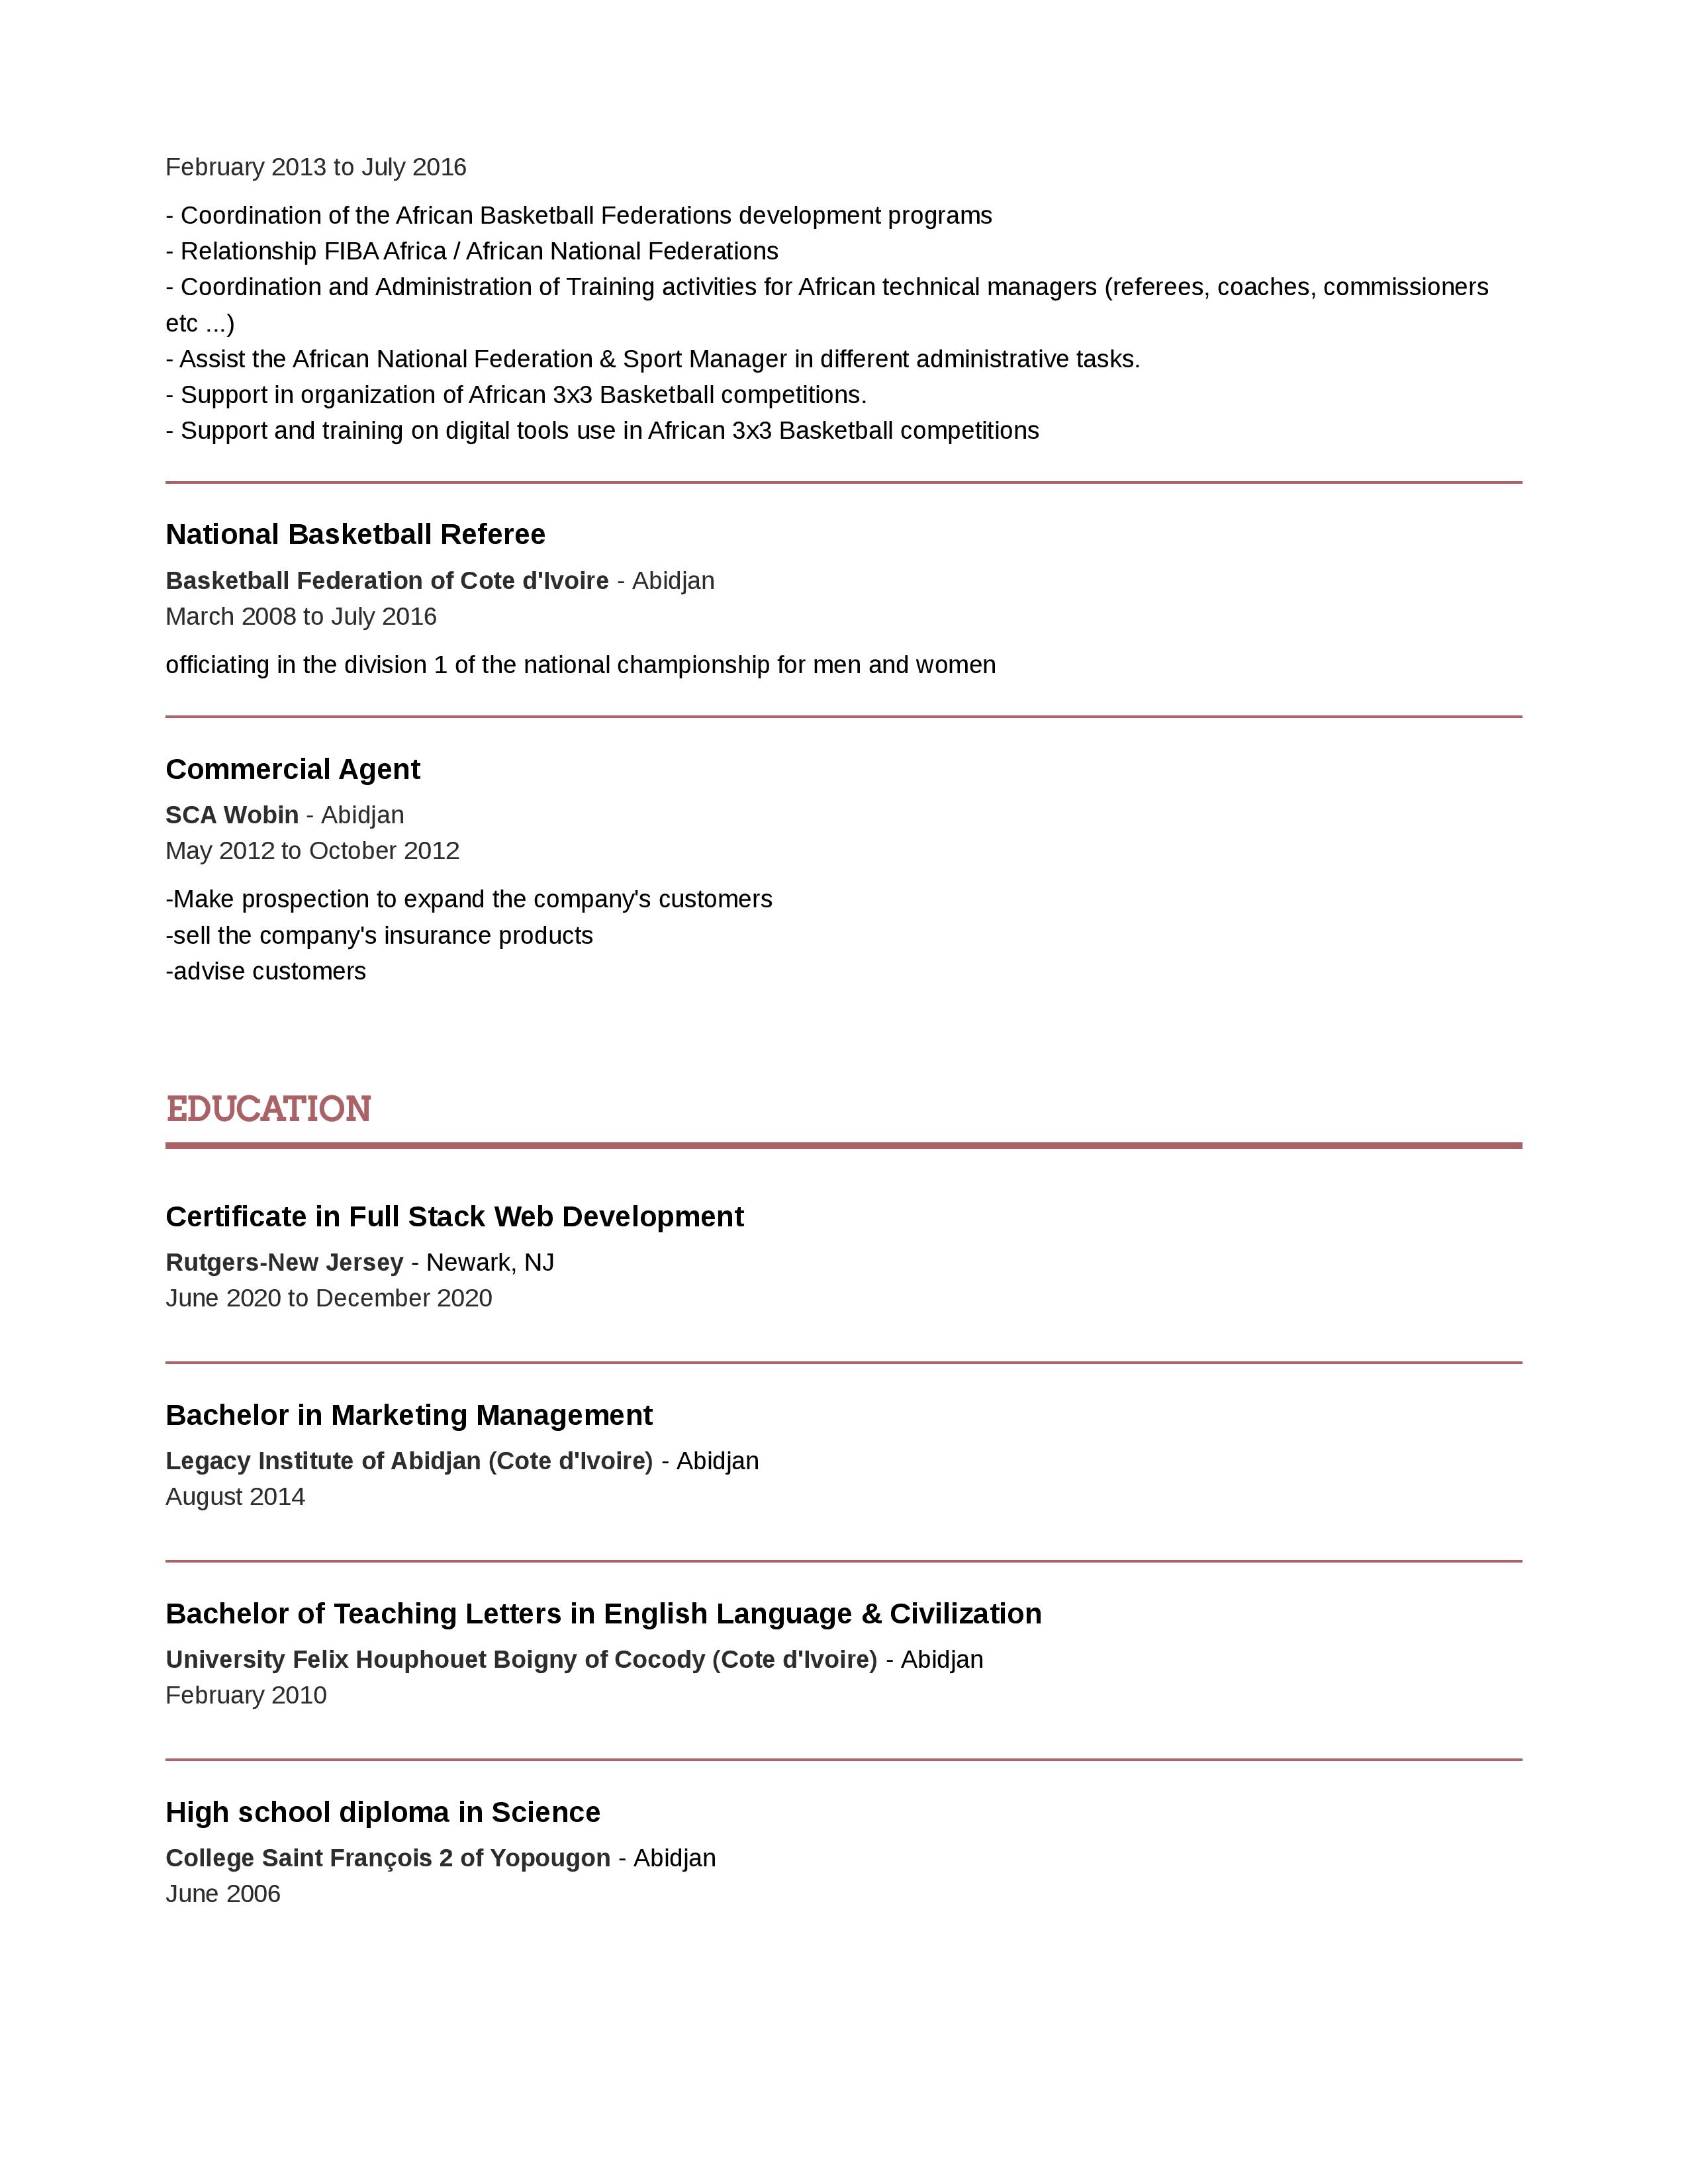 February 2013 to July 2016
- Coordination of the African Basketball Federations development programs
- Relationship FIBA Africa / African National Federations
- Coordination and Administration of Training activities for African technical managers (referees, coaches, commissioners
etc ...)
- Assist the African National Federation & Sport Manager in different administrative tasks.
- Support in organization of African 3x3 Basketball competitions.
- Support and training on digital tools use in African 3x3 Basketball competitions
National Basketball Referee
Basketball Federation of Cote d'Ivoire - Abidjan
March 2008 to July 2016
officiating in the division 1 of the national championship for men and women
Commercial Agent
SCA Wobin - Abidjan
May 2012 to October 2012
-Make prospection to expand the company's customers
-sell the company's insurance products
-advise customers
EDUCATION
Certificate in Full Stack Web Development
Rutgers-New Jersey - Newark, NJ
June 2020 to December 2020
Bachelor in Marketing Management
Legacy Institute of Abidjan (Cote d'Ivoire) - Abidjan
August 2014
Bachelor of Teaching Letters in English Language & Civilization
University Felix Houphouet Boigny of Cocody (Cote d'Ivoire) - Abidjan
February 2010
High school diploma in Science
College Saint François 2 of Yopougon - Abidjan
June 2006